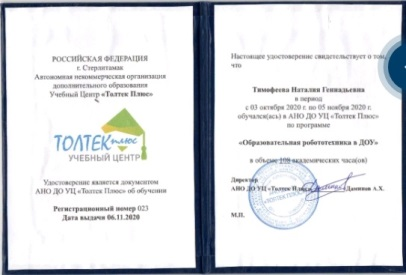 РОССИЙСКАЯ ФЕДЕРАЦИЯ
г. Стерлитамак
Автономная некоммерческая организация
дополнительного образования
Учебный Центр «Толтек Плюс»
ТОЛТЕК плюс
УЧЕБНЫЙ ЦЕНТР
Удостоверение является документом
АНО ДО УЦ «Толтек Плюс» об обучении
Регистрационный номер 023
Дата выдачи 06.11.2020
Настоящее удостоверение свидетельствует о том,
что
Тимофеева Наталия Геннадьевна
в период
с 03 октября 2020 г. по 05 ноября 2020 г.
обучался(ась) в АНО ДО УЦ «Толтек Плюс»
по программе
«Образовательная робототехника в ДОУ»
в объеме 108 академических часа(ов)
Директор
АНО ДО УЦ «Толтек Плюс» Данилов А.Х.
М.П.